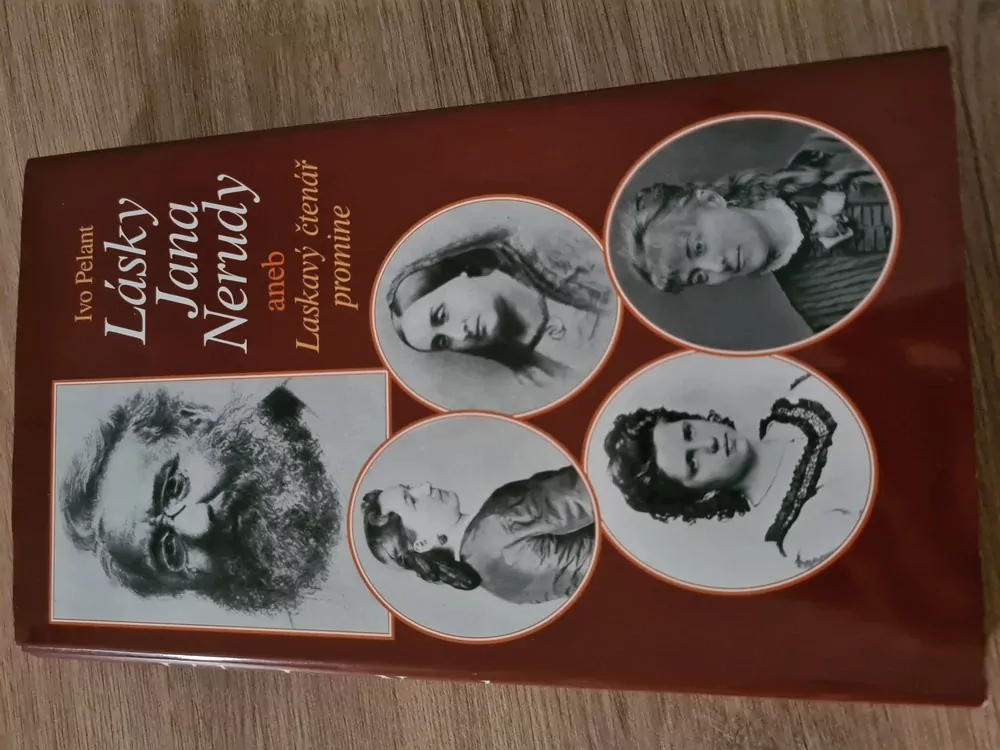 Ivo Pelant
Lásky
Jana
Nerudy
aneb
Laskavý čtenář
promine